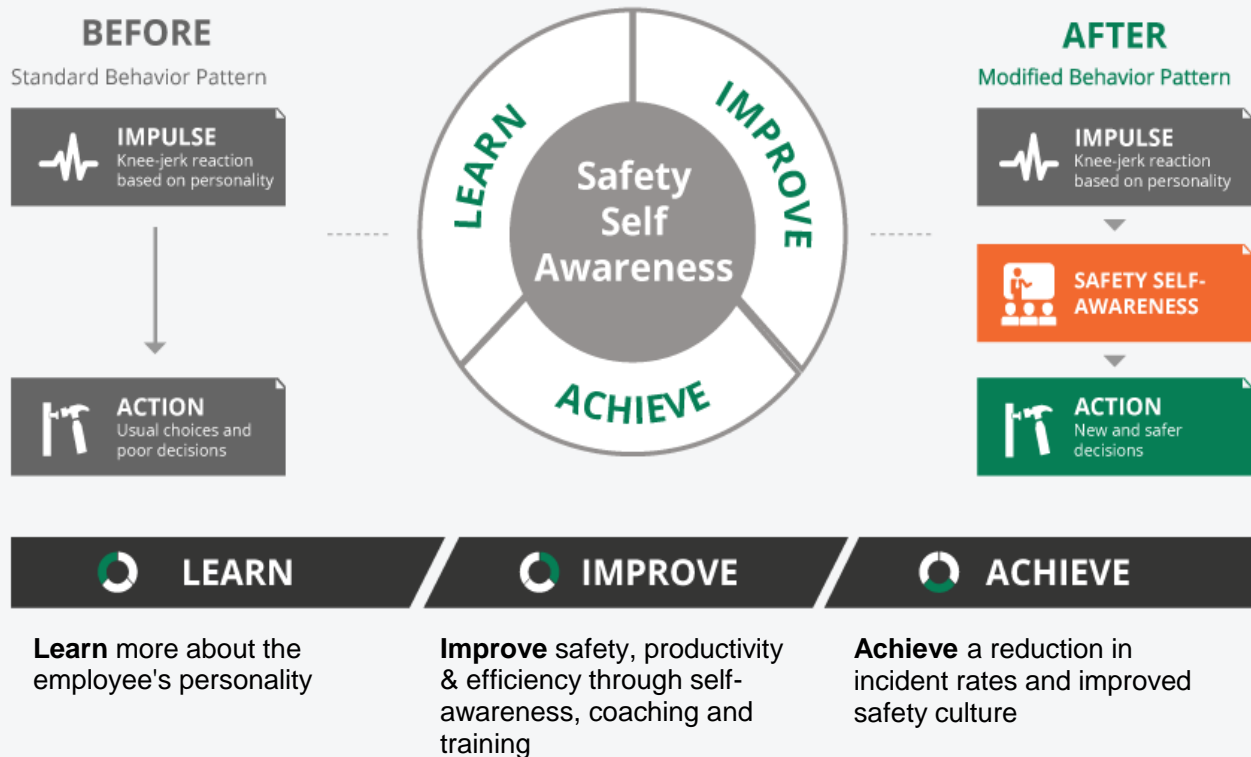 BEFORE
Standard Behavior Pattern
IMPULSE
Knee-jerk reaction
based on personality
ACTION
Usual choices and
poor decisions
LEARN
IMPROVE
ACHIEVE
Safety
Self
Awareness
AFTER
Modified Behavior Pattern
IMPULSE
Knee-jerk reaction
based on personality
SAFETY SELF-
AWARENESS
ACTION
New and safer
decisions
LEARN
Learn more about the
employee's personality
IMPROVE
Improve safety, productivity
& efficiency through self-
awareness, coaching and
training
ACHIEVE
Achieve a reduction in
incident rates and improved
safety culture